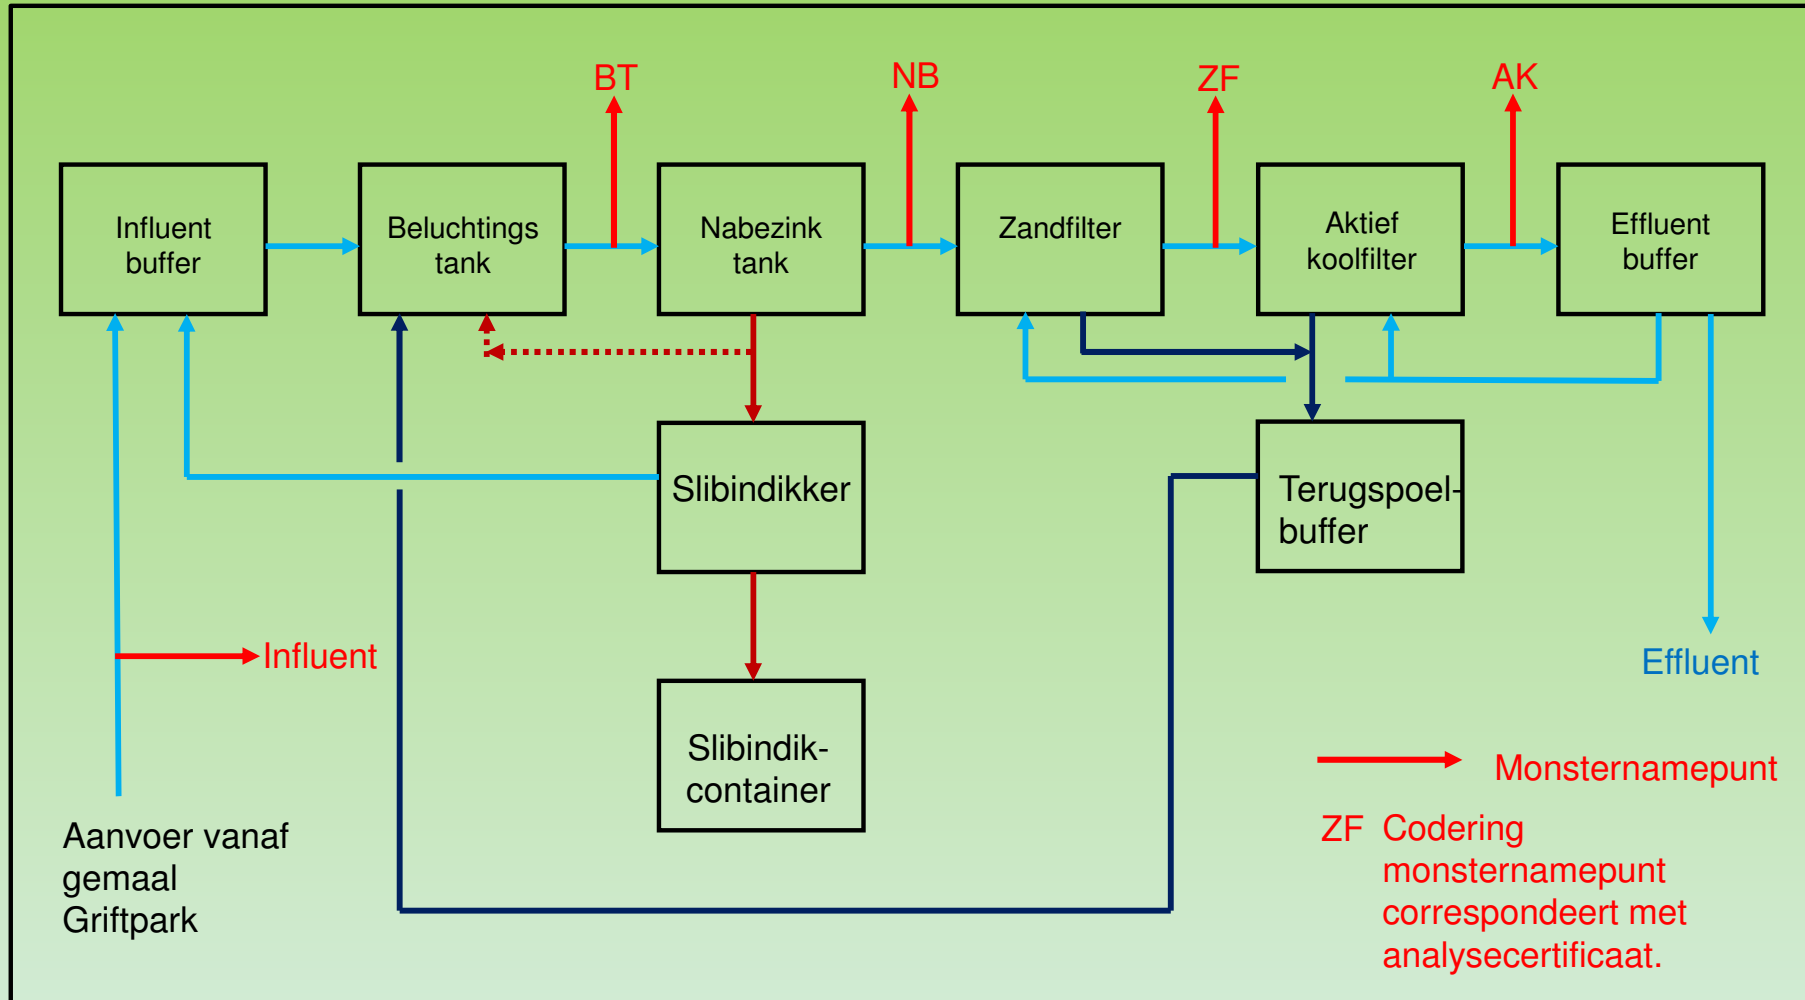 BT
NB
ZF
AK
Influent
buffer
Beluchtings
tank
Nabezink
tank
Zandfilter
Aktief
koolfilter
Effluent
buffer
Slibindikker
Terugspoel-
buffer
Influent
Effluent
Slibindik-
container
Aanvoer vanaf
gemaal
Griftpark
Monsternamepunt
ZF Codering
monsternamepunt
correspondeert met
analysecertificaat.